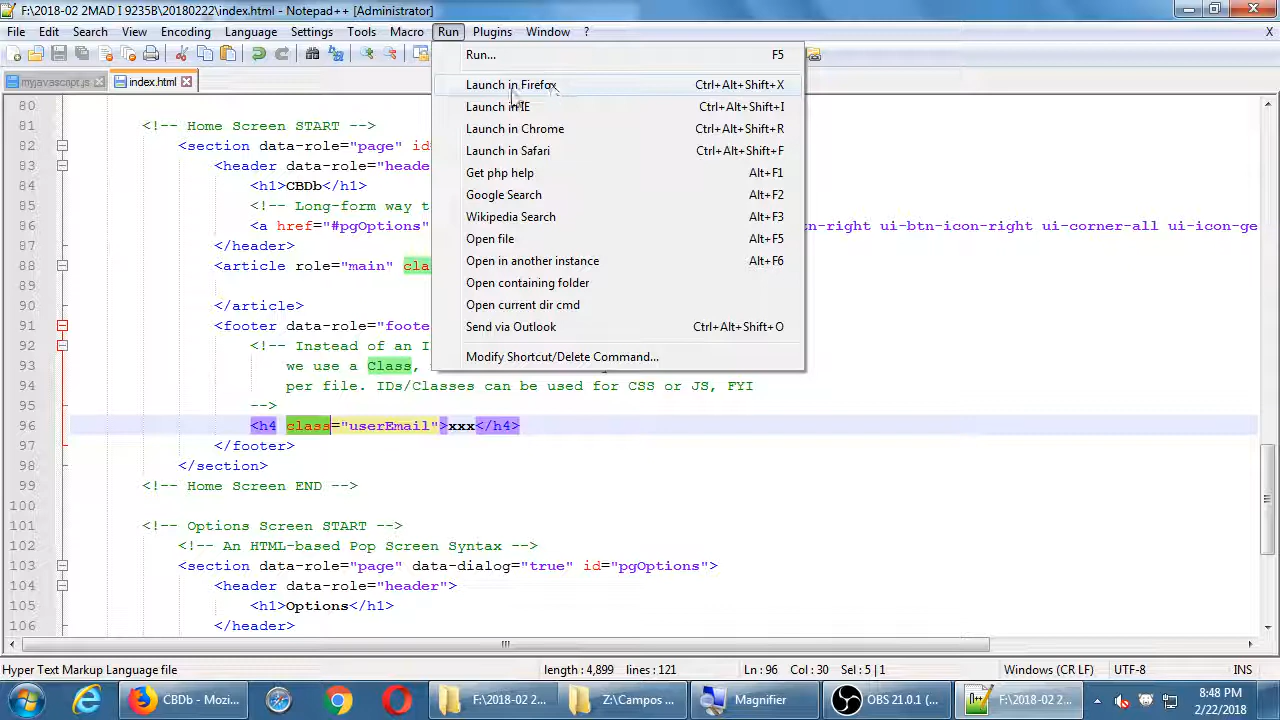 F:\2018-02 2MAD I 9235B\20180222\index.html - Notepad++ [Administrator]
File Edit Search View Encoding Language Settings Tools Macro Run Plugins Window ?
myjavascript.js index.html
Run... F5
Launch in Firefox Ctrl+Alt+Shift+X
Launch in IE Ctrl+Alt+Shift+I
Launch in Chrome Ctrl+Alt+Shift+R
Launch in Safari Ctrl+Alt+Shift+F
Get php help Alt+F1
Google Search Alt+F2
Wikipedia Search Alt+F3
Open file Alt+F5
Open in another instance Alt+F6
Open containing folder
Open current dir cmd
Send via Outlook Ctrl+Alt+Shift+O
Modify Shortcut/Delete Command...
80
81 <!-- Home Screen START -->
82 <section data-role="page" id
83 <header data-role="heade
84 <h1>CBDb</h1>
85 <!-- Long-form way t
86 <a href="#pgOptions" n-right ui-btn-icon-right ui-corner-all ui-icon-ge
87 </header>
88 <article role="main" cla
89
90 </article>
91 <footer data-role="foote
92 <!-- Instead of an I
93 we use a Class,
94 per file. IDs/Classes can be used for CSS or JS, FYI
95 -->
96 <h4 class="userEmail">xxx</h4>
97 </footer>
98 </section>
99 <!-- Home Screen END -->
100
101 <!-- Options Screen START -->
102 <!-- An HTML-based Pop Screen Syntax -->
103 <section data-role="page" data-dialog="true" id="pgOptions">
104 <header data-role="header">
105 <h1>Options</h1>
106 </header>
Hyper Text Markup Language file length : 4,899 lines : 121 Ln : 96 Col : 30 Sel : 5 | 1 Windows (CR LF) UTF-8 INS
CBDb - Mozi... F:\2018-02 2... Z:\Campos ... Magnifier OBS 21.0.1 (... F:\2018-02 2... 8:48 PM
2/22/2018